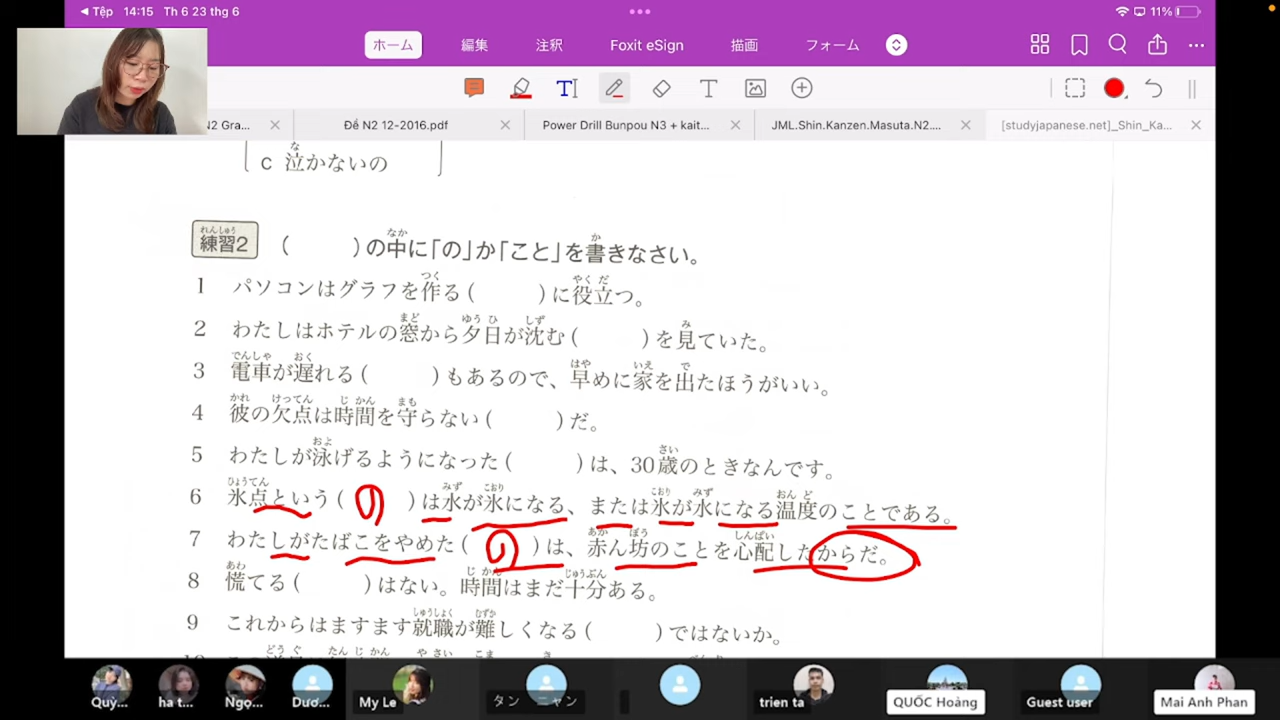 ◀ Tệp 14:15 Th 6 23 thg 6
11%
ホーム 編集 注釈 Foxit eSign 描画 フォーム
N2 Gra... Đề N2 12-2016.pdf Power Drill Bunpou N3 + kait... JML.Shin.Kanzen.Masuta.N2.... [studyjapanese.net]_Shin_Ka...
c 泣かないの
練習2 ( )の中に「の」か「こと」を書きなさい。
1 パソコンはグラフを作る( )に役立つ。
2 わたしはホテルの窓から夕日が沈む( )を見ていた。
3 電車が遅れる( )もあるので、早めに家を出たほうがいい。
4 彼の欠点は時間を守らない( )だ。
5 わたしが泳げるようになった( )は、30歳のときなんです。
6 氷点という( の )は水が氷になる、または氷が水になる温度のことである。
7 わたしがたばこをやめた( の )は、赤ん坊のことを心配したからだ。
8 慌てる( )はない。時間はまだ十分ある。
9 これからはますます就職が難しくなる( )ではないか。
Quý... ha t... Ngọ... Dươ... My Le タン ニャン trien ta QUỐC Hoàng Guest user Mai Anh Phan